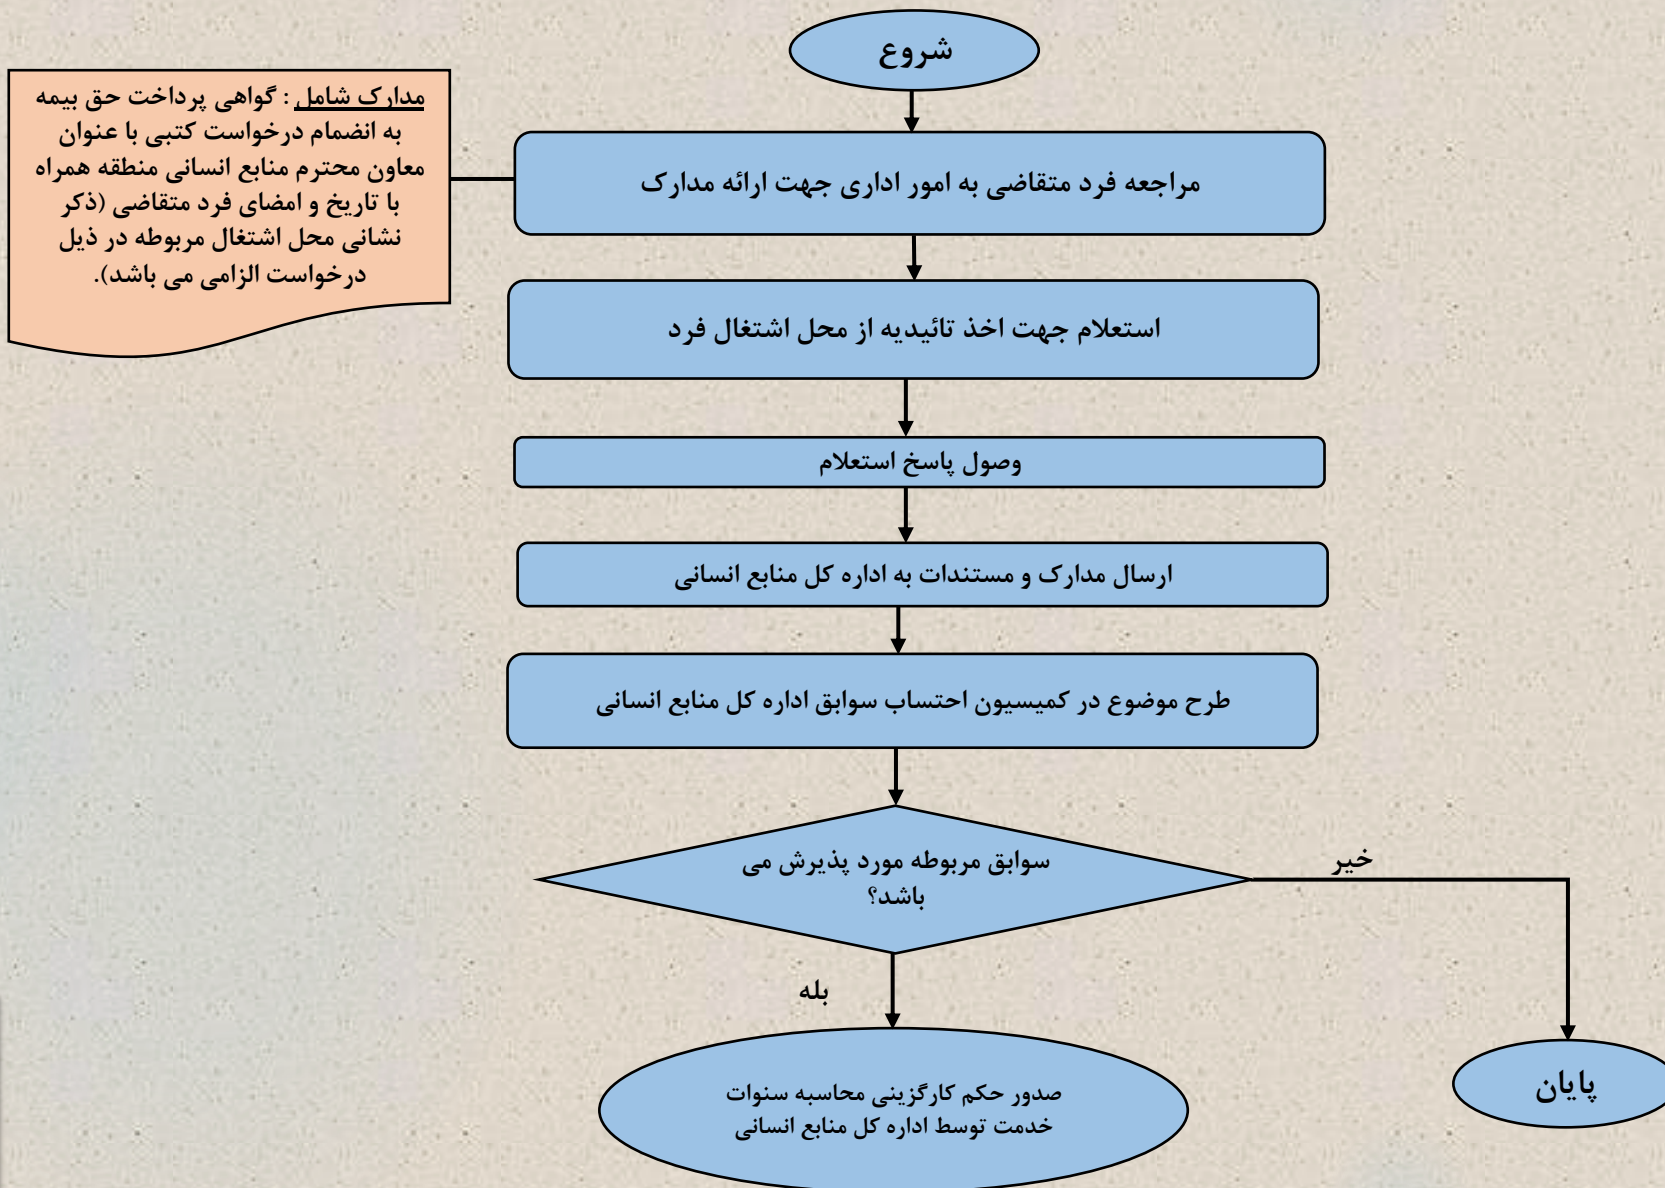 شروع
مدارک شامل : گواهی پرداخت حق بیمه
به انضمام درخواست کتبی با عنوان
معاون محترم منابع انسانی منطقه همراه
با تاریخ و امضای فرد متقاضی (ذکر
نشانی محل اشتغال مربوطه در ذیل
درخواست الزامی می باشد).
مراجعه فرد متقاضی به امور اداری جهت ارائه مدارک
استعلام جهت اخذ تائیدیه از محل اشتغال فرد
وصول پاسخ استعلام
ارسال مدارک و مستندات به اداره کل منابع انسانی
طرح موضوع در کمیسیون احتساب سوابق اداره کل منابع انسانی
سوابق مربوطه مورد پذیرش می
باشد؟
خیر
بله
صدور حکم کارگزینی محاسبه سنوات
خدمت توسط اداره کل منابع انسانی
پایان